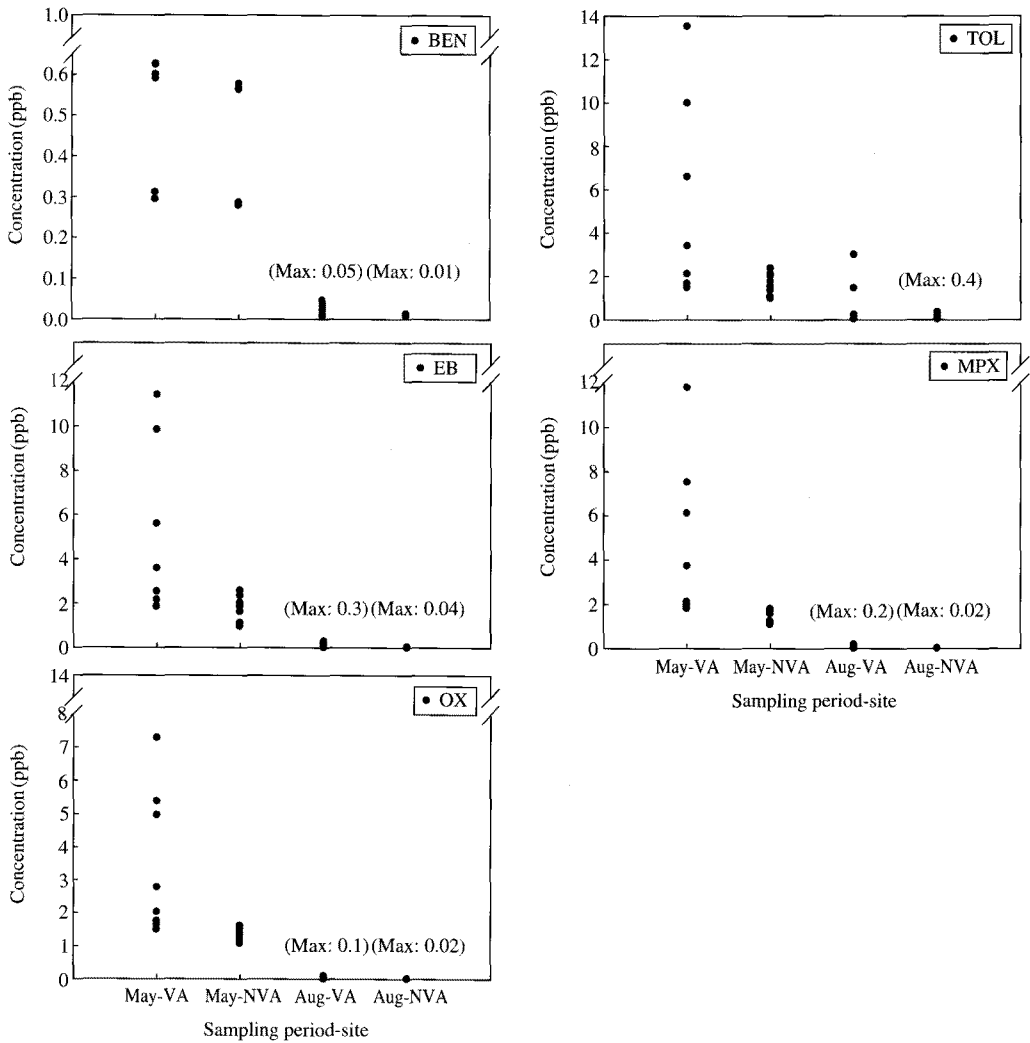 1.0
0.6
0.5
0.4
0.3
0.2
0.1
0.0
Concentration (ppb)
BEN
(Max: 0.05) (Max: 0.01)
14
12
10
8
6
4
2
0
Concentration (ppb)
TOL
(Max: 0.4)
12
10
8
6
4
2
0
Concentration (ppb)
EB
(Max: 0.3) (Max: 0.04)
12
10
8
6
4
2
0
Concentration (ppb)
MPX
(Max: 0.2) (Max: 0.02)
May-VA May-NVA Aug-VA Aug-NVA
Sampling period-site
14
8
7
6
5
4
3
2
1
0
Concentration (ppb)
OX
(Max: 0.1) (Max: 0.02)
May-VA May-NVA Aug-VA Aug-NVA
Sampling period-site